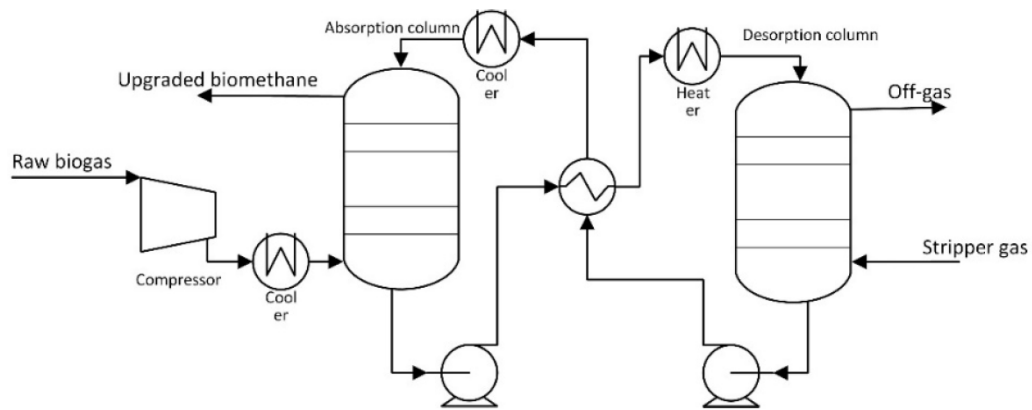 Absorption column
Cool
er
Heat
er
Desorption column
Upgraded biomethane
Off-gas
Raw biogas
Compressor
Cool
er
Stripper gas